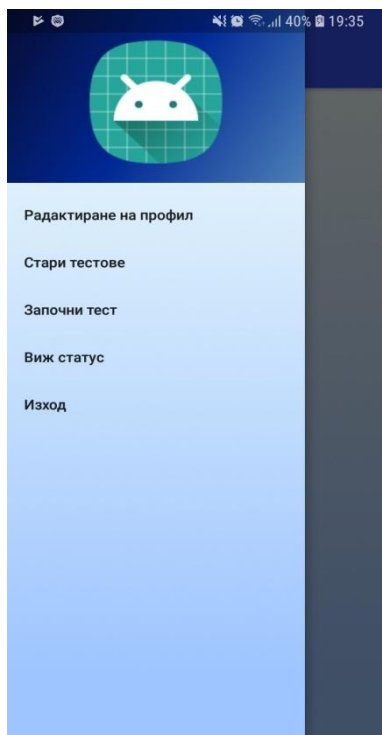 40% 19:35
Радактиране на профил
Стари тестове
Започни тест
Виж статус
Изход